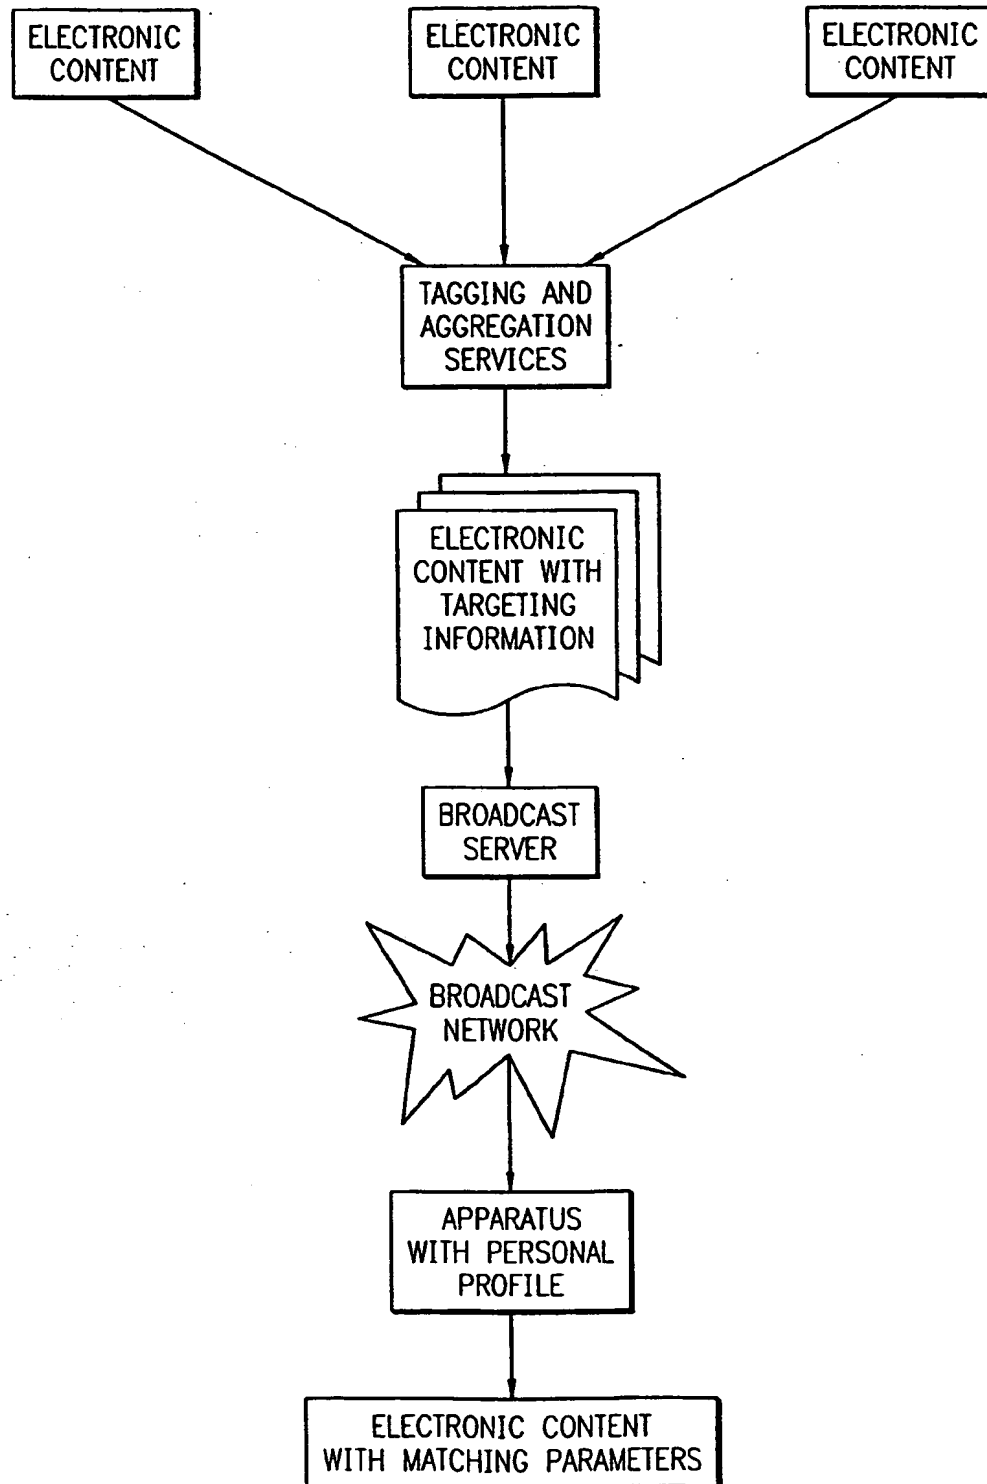 ELECTRONIC
CONTENT
ELECTRONIC
CONTENT
ELECTRONIC
CONTENT
TAGGING AND
AGGREGATION
SERVICES
ELECTRONIC
CONTENT WITH
TARGETING
INFORMATION
BROADCAST
SERVER
BROADCAST
NETWORK
APPARATUS
WITH PERSONAL
PROFILE
ELECTRONIC CONTENT
WITH MATCHING PARAMETERS